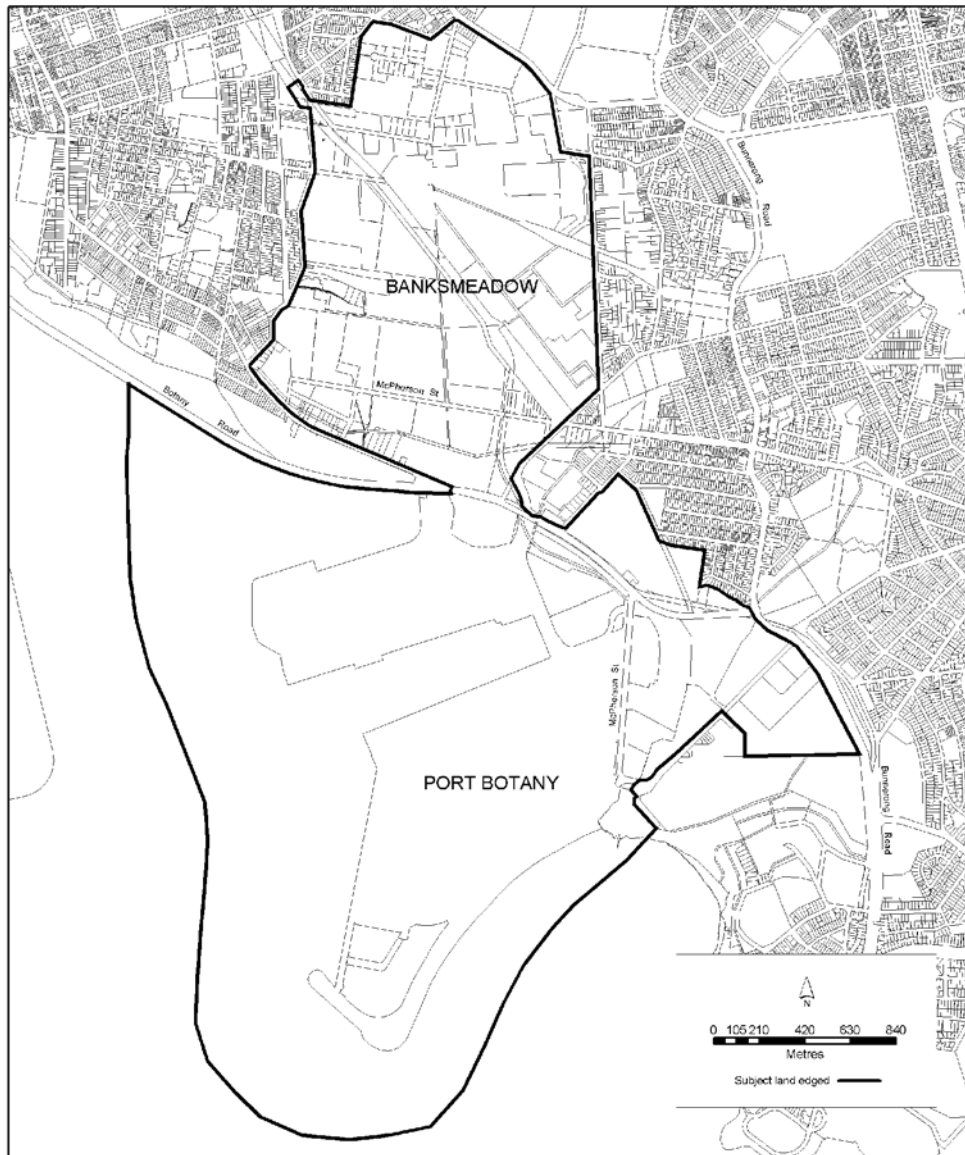 Bunnerong
Road
BANKSMEADOW
McPherson St
Botany
Road
McPherson St
PORT BOTANY
Bunnerong
Road
N
0 105 210 420 630 840
Metres
Subject land edged